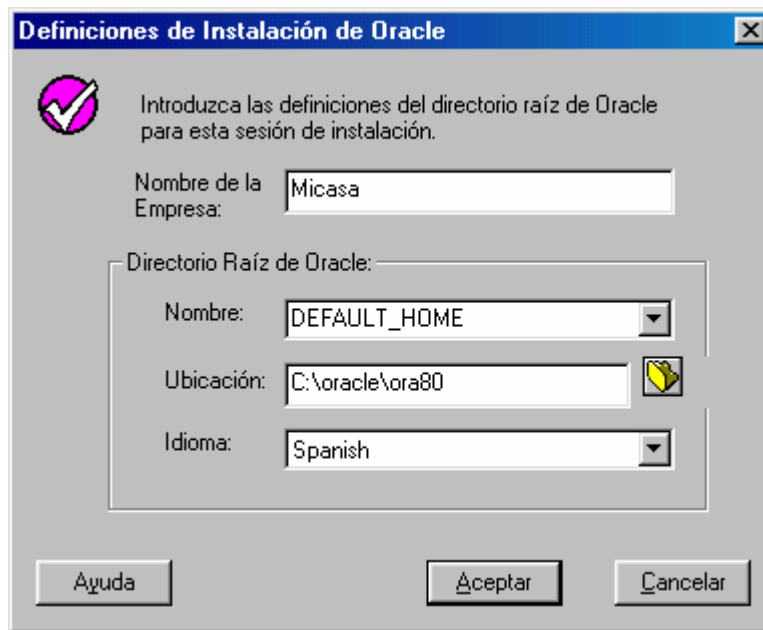 Definiciones de Instalación de Oracle
Introduzca las definiciones del directorio raíz de Oracle
para esta sesión de instalación.
Nombre de la
Empresa:
Micasa
Directorio Raíz de Oracle:
Nombre:
DEFAULT_HOME
Ubicación:
C:\oracle\ora80
Idioma:
Spanish
Ayuda
Aceptar
Cancelar